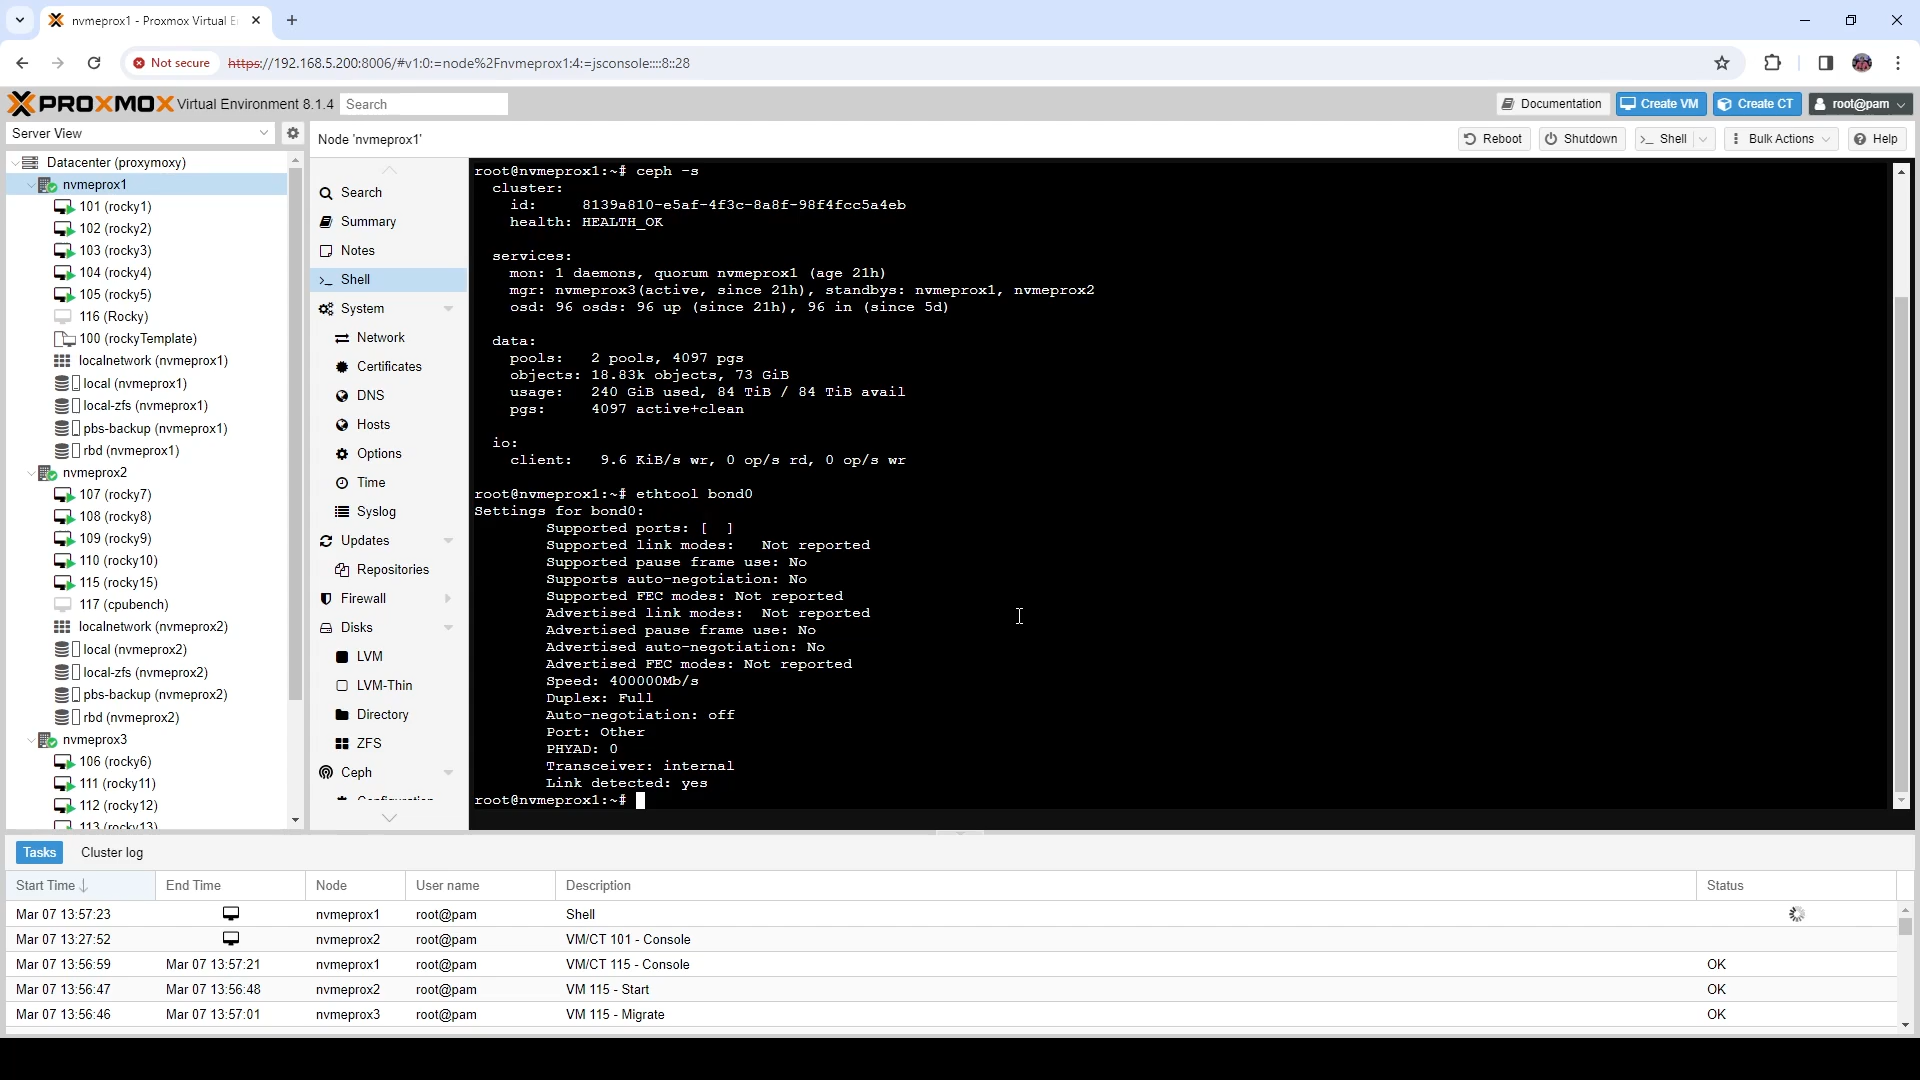 nvmeprox1 - Proxmox Virtual E
Not secure
https://192.168.5.200:8006/#v1:0:=node%2Fnvmeprox1:4:=jsconsole::::8::28
PROXMOX Virtual Environment 8.1.4
Search
Documentation
Create VM
Create CT
root@pam
Server View
Node 'nvmeprox1'
Reboot
Shutdown
Shell
Bulk Actions
Help
Datacenter (proxymoxy)
nvmeprox1
101 (rocky1)
102 (rocky2)
103 (rocky3)
104 (rocky4)
105 (rocky5)
116 (Rocky)
100 (rockyTemplate)
localnetwork (nvmeprox1)
local (nvmeprox1)
local-zfs (nvmeprox1)
pbs-backup (nvmeprox1)
rbd (nvmeprox1)
nvmeprox2
107 (rocky7)
108 (rocky8)
109 (rocky9)
110 (rocky10)
115 (rocky15)
117 (cpubench)
localnetwork (nvmeprox2)
local (nvmeprox2)
local-zfs (nvmeprox2)
pbs-backup (nvmeprox2)
rbd (nvmeprox2)
nvmeprox3
106 (rocky6)
111 (rocky11)
112 (rocky12)
113 (rocky13)
Search
Summary
Notes
Shell
System
Network
Certificates
DNS
Hosts
Options
Time
Syslog
Updates
Repositories
Firewall
Disks
LVM
LVM-Thin
Directory
ZFS
Ceph
Configuration
root@nvmeprox1:~# ceph -s
cluster:
id: 8139a810-e5af-4f3c-8a8f-98f4fcc5a4eb
health: HEALTH_OK
services:
mon: 1 daemons, quorum nvmeprox1 (age 21h)
mgr: nvmeprox3(active, since 21h), standbys: nvmeprox1, nvmeprox2
osd: 96 osds: 96 up (since 21h), 96 in (since 5d)
data:
pools: 2 pools, 4097 pgs
objects: 18.83k objects, 73 GiB
usage: 240 GiB used, 84 TiB / 84 TiB avail
pgs: 4097 active+clean
io:
client: 9.6 KiB/s wr, 0 op/s rd, 0 op/s wr
root@nvmeprox1:~# ethtool bond0
Settings for bond0:
Supported ports: [ ]
Supported link modes: Not reported
Supported pause frame use: No
Supports auto-negotiation: No
Supported FEC modes: Not reported
Advertised link modes: Not reported
Advertised pause frame use: No
Advertised auto-negotiation: No
Advertised FEC modes: Not reported
Speed: 400000Mb/s
Duplex: Full
Auto-negotiation: off
Port: Other
PHYAD: 0
Transceiver: internal
Link detected: yes
root@nvmeprox1:~#
Tasks
Cluster log
Start Time End Time Node User name Description Status
Mar 07 13:57:23 nvmeprox1 root@pam Shell
Mar 07 13:27:52 nvmeprox2 root@pam VM/CT 101 - Console
Mar 07 13:56:59 Mar 07 13:57:21 nvmeprox1 root@pam VM/CT 115 - Console OK
Mar 07 13:56:47 Mar 07 13:56:48 nvmeprox2 root@pam VM 115 - Start OK
Mar 07 13:56:46 Mar 07 13:57:01 nvmeprox3 root@pam VM 115 - Migrate OK